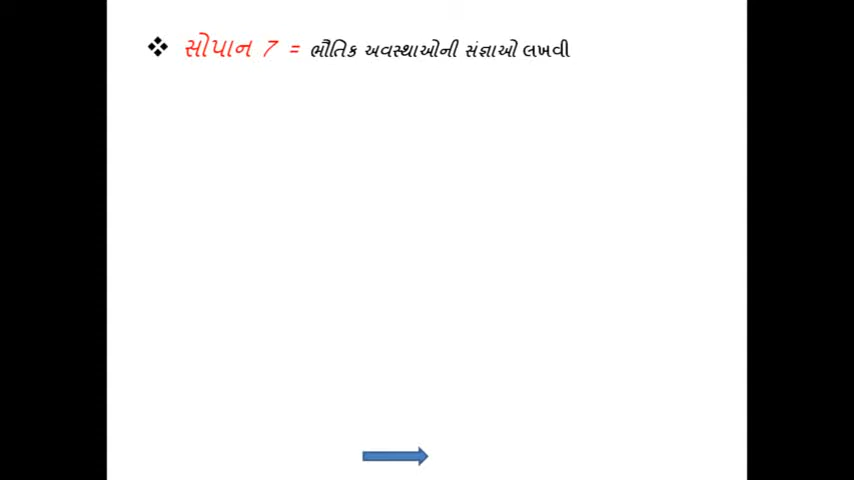 ❖ સોપાન 7 = ભૌતિક અવસ્થાઓની સંજ્ઞાઓ લખવી